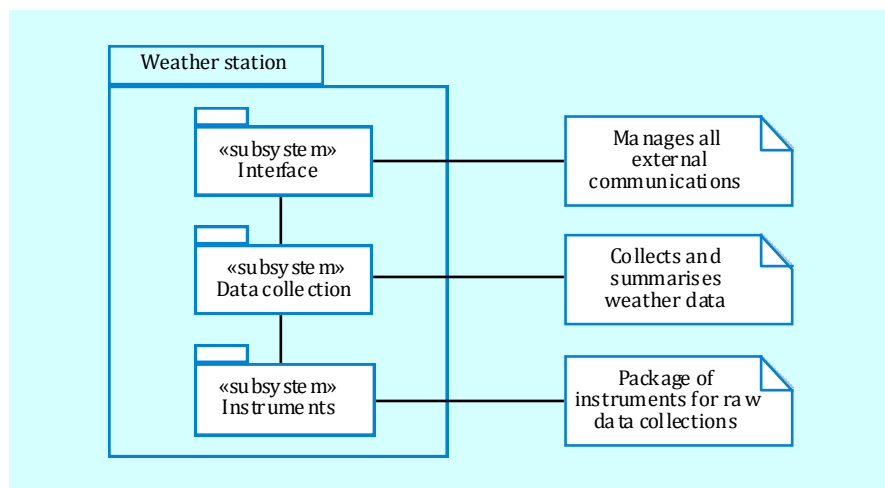 Weather station
«subsystem»
Interface
Manages all
external
communications
«subsystem»
Data collection
Collects and
summarises
weather data
«subsystem»
Instruments
Package of
instruments for raw
data collections